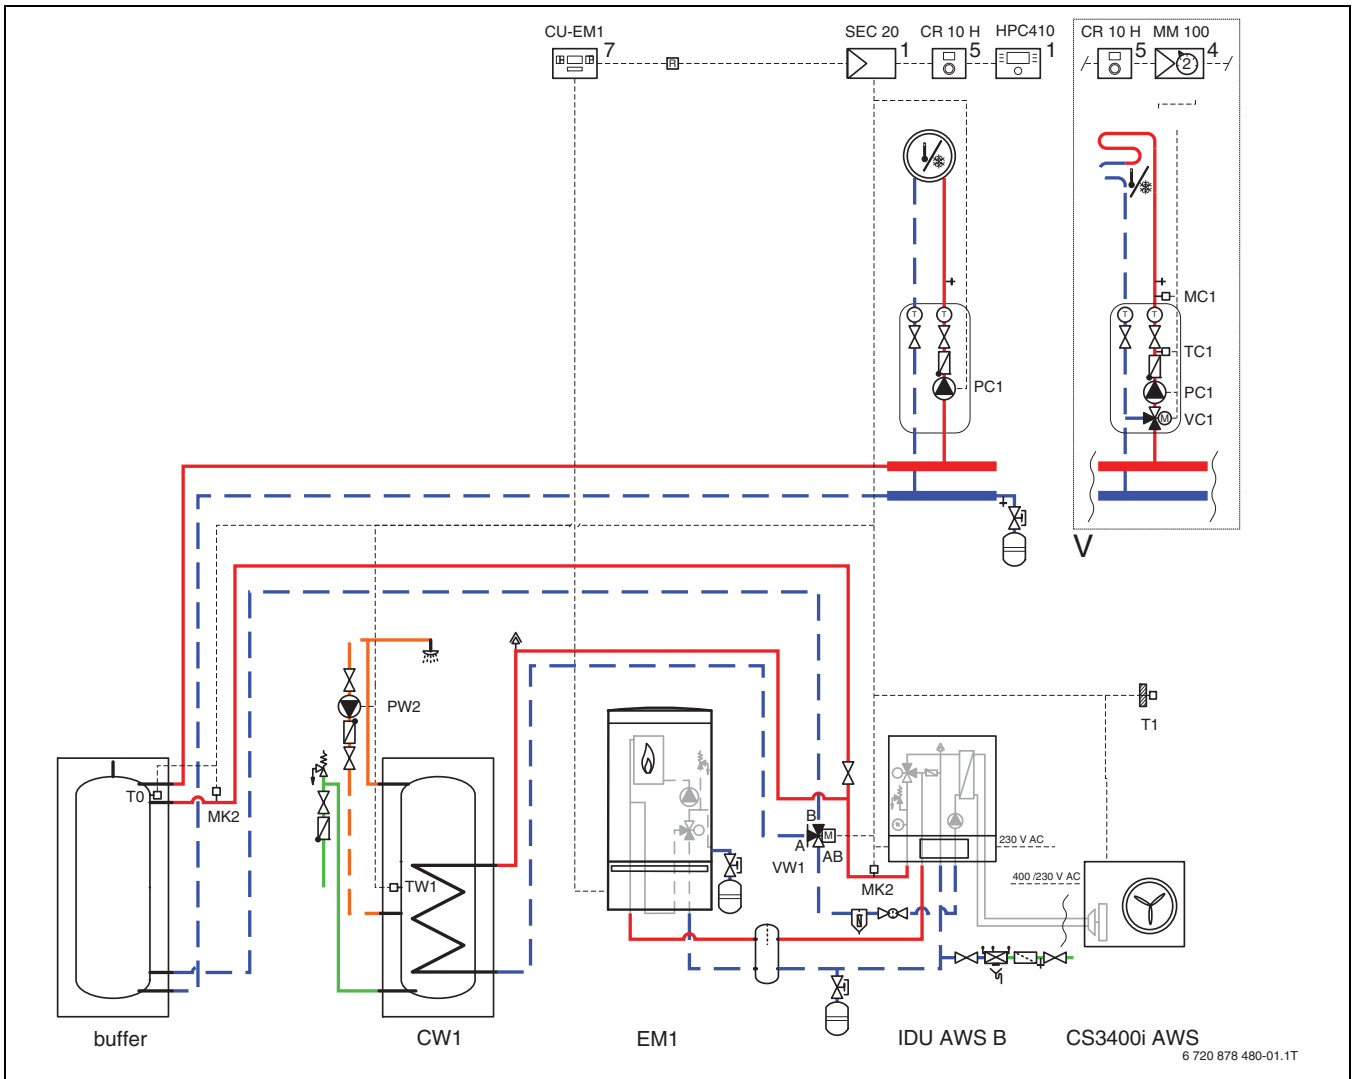 CU-EM1 SEC 20 CR 10 H HPC410 CR 10 H MM 100
7 1 5 1 5 4
R 2
T T T T
MC1
TC1
PC1 PC1
M VC1
V
PW2
T1
T0
MK2
B
M
A AB
VW1
230 V AC
TW1
MK2
400 /230 V AC
buffer CW1 EM1 IDU AWS B CS3400i AWS
6 720 878 480-01.1T